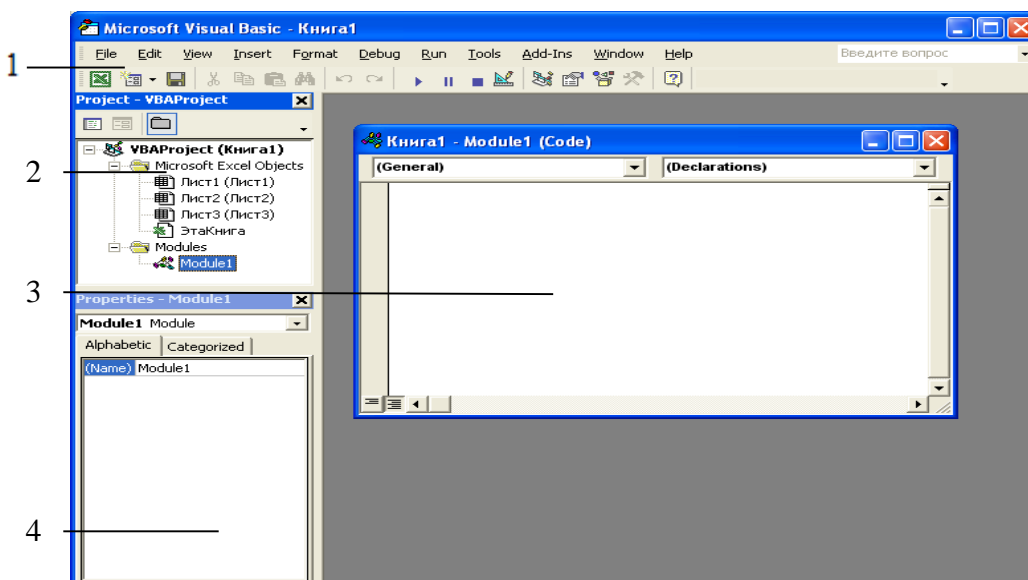 Microsoft Visual Basic - Книга1
File Edit View Insert Format Debug Run Tools Add-Ins Window Help Введите вопрос
1
Project - VBAProject
VBAProject (Книга1)
Microsoft Excel Objects
2
Лист1 (Лист1)
Лист2 (Лист2)
Лист3 (Лист3)
ЭтаКнига
Modules
Module1
Книга1 - Module1 (Code)
(General) (Declarations)
3
Properties - Module1
Module1 Module
Alphabetic Categorized
(Name) Module1
4